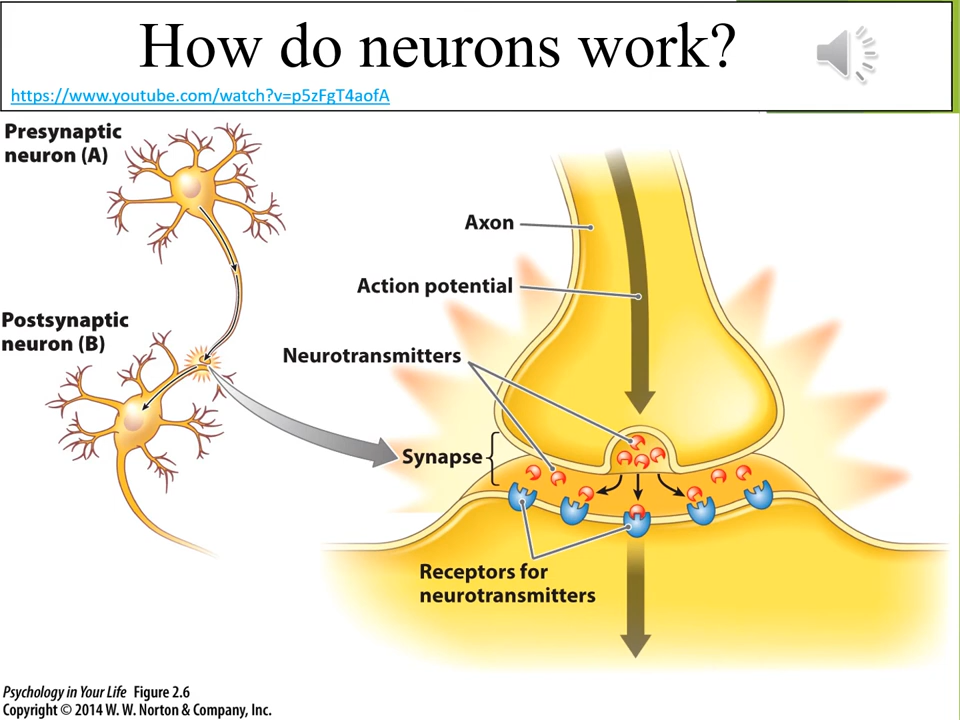 How do neurons work?
https://www.youtube.com/watch?v=p5zFgT4aofA
Presynaptic
neuron (A)
Axon
Action potential
Postsynaptic
neuron (B)
Neurotransmitters
Synapse
Receptors for
neurotransmitters
Psychology in Your Life Figure 2.6
Copyright © 2014 W. W. Norton & Company, Inc.